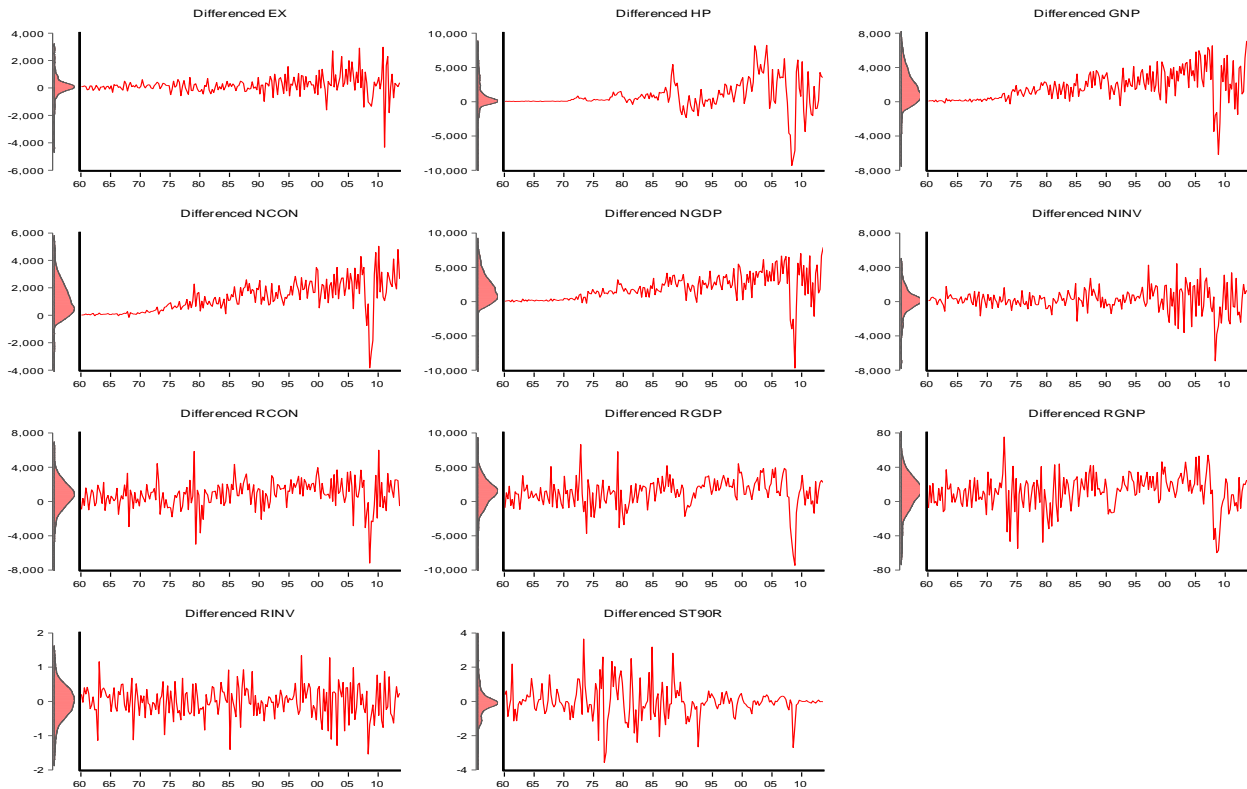 Differenced EX
4,000
2,000
0
-2,000
-4,000
-6,000
60 65 70 75 80 85 90 95 00 05 10
Differenced HP
10,000
5,000
0
-5,000
-10,000
60 65 70 75 80 85 90 95 00 05 10
Differenced GNP
8,000
4,000
0
-4,000
-8,000
60 65 70 75 80 85 90 95 00 05 10
Differenced NCON
6,000
4,000
2,000
0
-2,000
-4,000
60 65 70 75 80 85 90 95 00 05 10
Differenced NGDP
10,000
5,000
0
-5,000
-10,000
60 65 70 75 80 85 90 95 00 05 10
Differenced NINV
8,000
4,000
0
-4,000
-8,000
60 65 70 75 80 85 90 95 00 05 10
Differenced RCON
8,000
4,000
0
-4,000
-8,000
60 65 70 75 80 85 90 95 00 05 10
Differenced RGDP
10,000
5,000
0
-5,000
-10,000
60 65 70 75 80 85 90 95 00 05 10
Differenced RGNP
80
40
0
-40
-80
60 65 70 75 80 85 90 95 00 05 10
Differenced RINV
2
1
0
-1
-2
60 65 70 75 80 85 90 95 00 05 10
Differenced ST90R
4
2
0
-2
-4
60 65 70 75 80 85 90 95 00 05 10